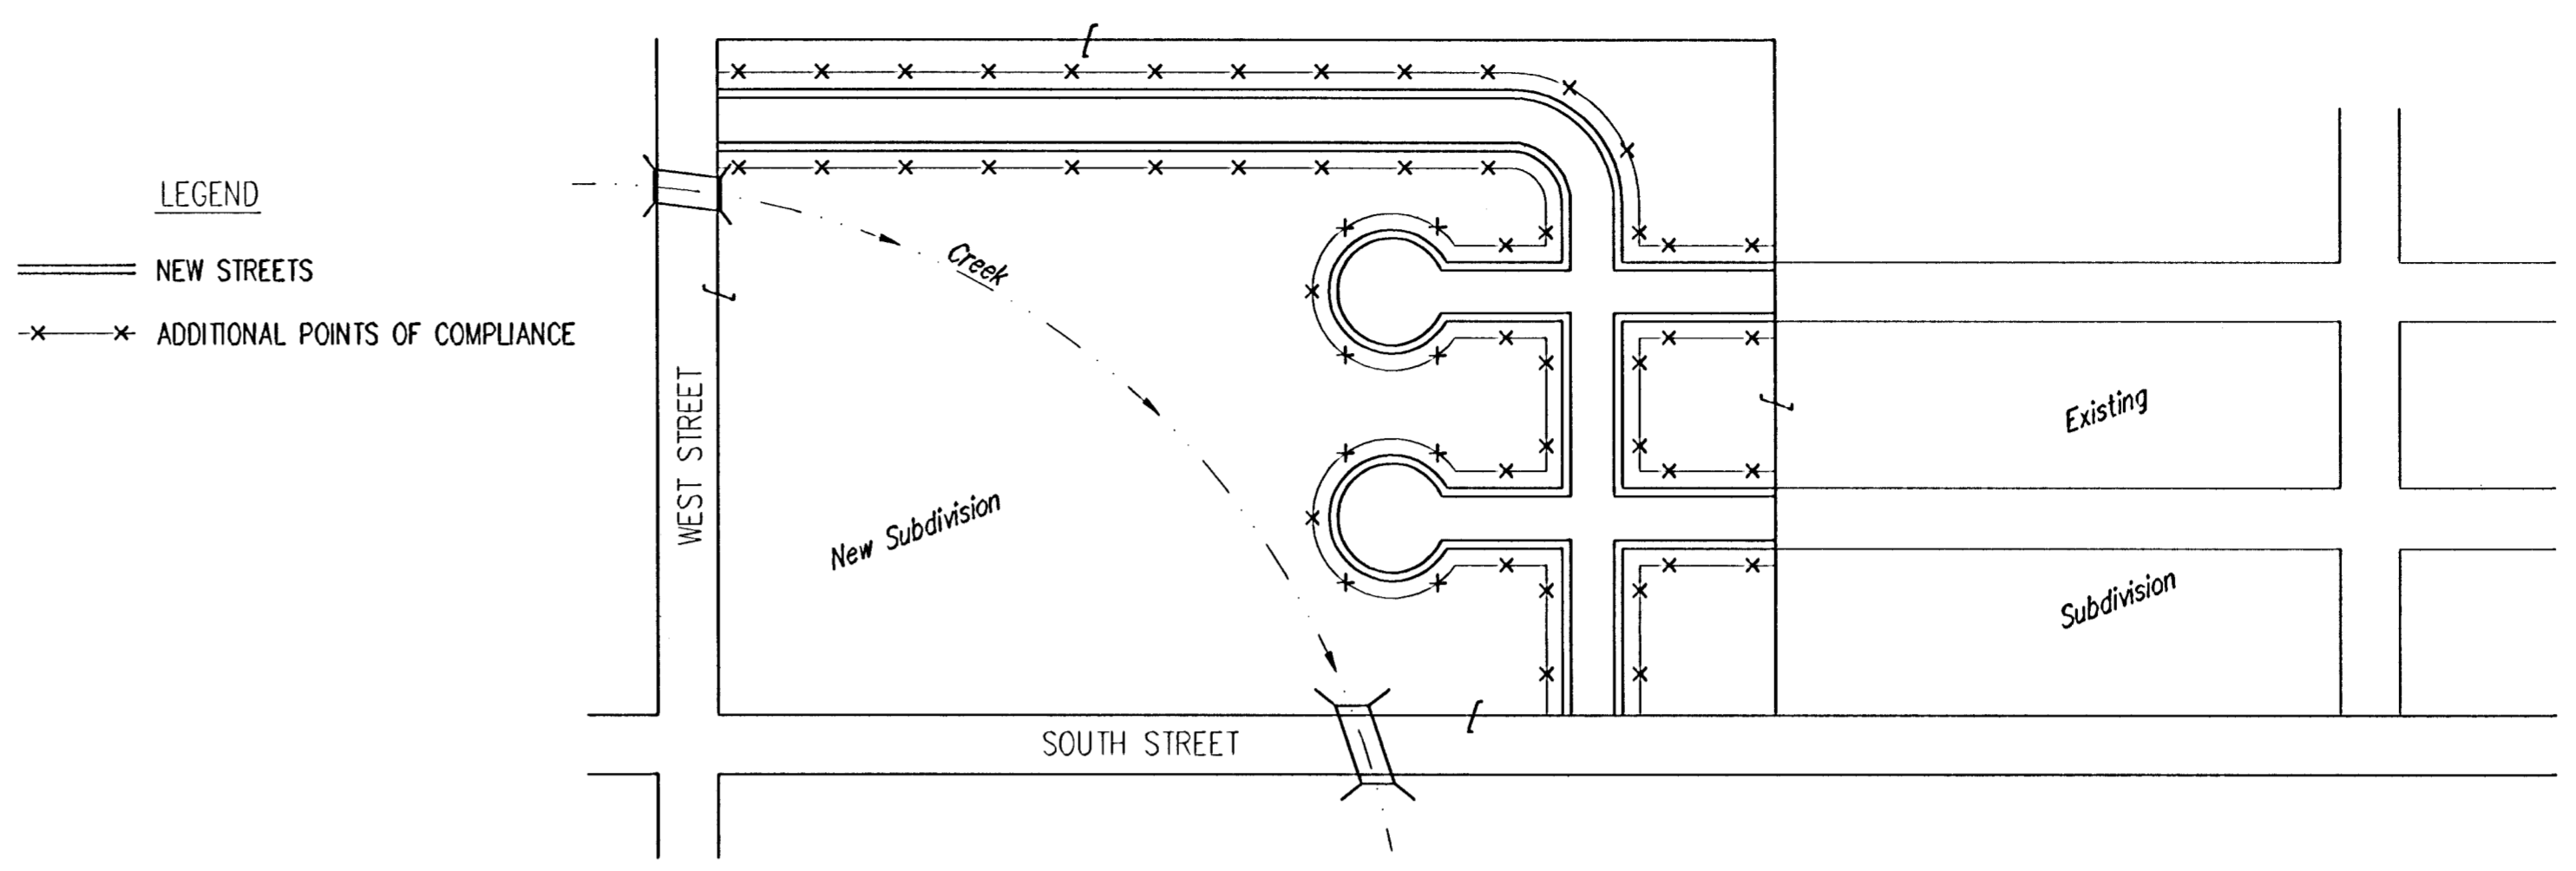 LEGEND
NEW STREETS
ADDITIONAL POINTS OF COMPLIANCE
Creek
WEST STREET
New Subdivision
SOUTH STREET
Existing
Subdivision